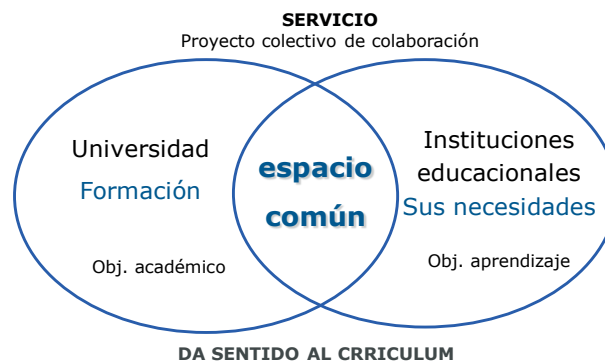 SERVICIO
Proyecto colectivo de colaboración
Universidad
Formación
Obj. académico
espacio
común
Instituciones
educacionales
Sus necesidades
Obj. aprendizaje
DA SENTIDO AL CRRICULUM